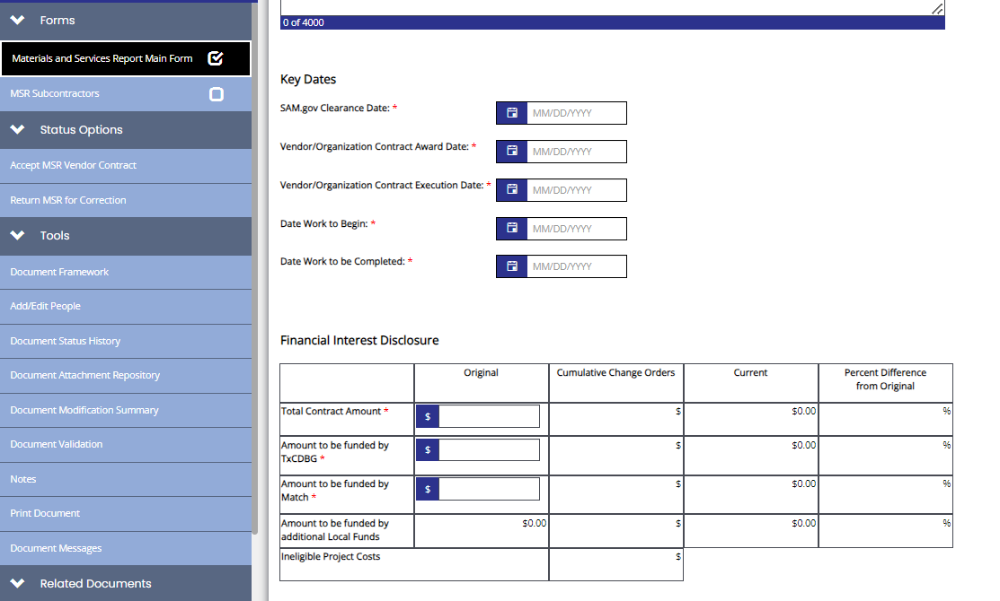 Forms
Materials and Services Report Main Form
MSR Subcontractors
Status Options
Accept MSR Vendor Contract
Return MSR for Correction
Tools
Document Framework
Add/Edit People
Document Status History
Document Attachment Repository
Document Modification Summary
Document Validation
Notes
Print Document
Document Messages
Related Documents
0 of 4000
Key Dates
SAM.gov Clearance Date: * MM/DD/YYYY
Vendor/Organization Contract Award Date: * MM/DD/YYYY
Vendor/Organization Contract Execution Date: * MM/DD/YYYY
Date Work to Begin: * MM/DD/YYYY
Date Work to be Completed: * MM/DD/YYYY
Financial Interest Disclosure
Original Cumulative Change Orders Current Percent Difference
from Original
Total Contract Amount * $ $ $0.00 %
Amount to be funded by $ $ $0.00 %
TxCDBG *
Amount to be funded by $ $ $0.00 %
Match *
Amount to be funded by $0.00 $ $0.00 %
additional Local Funds
Ineligible Project Costs $